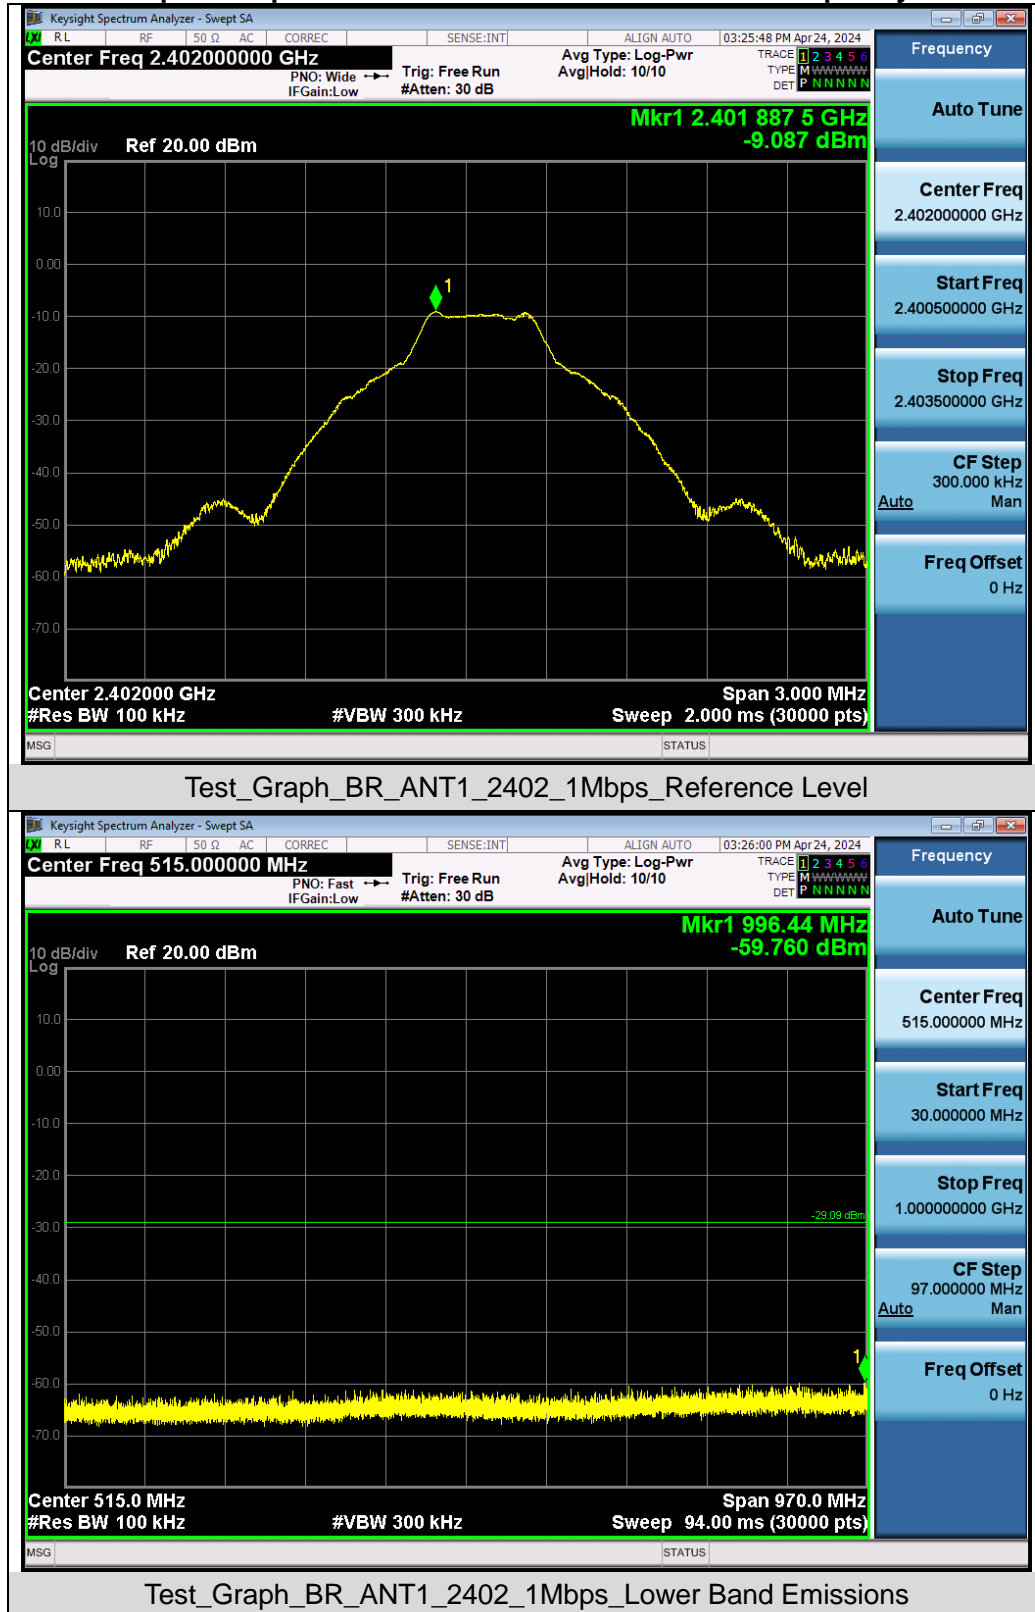 Keysight Spectrum Analyzer - Swept SA
LXI RL RF 50 Ω AC CORREC SENSE:INT ALIGN AUTO 03:25:48 PM Apr 24, 2024
Center Freq 2.402000000 GHz
PNO: Wide
IFGain:Low
Trig: Free Run
#Atten: 30 dB
Avg Type: Log-Pwr
Avg|Hold: 10/10
TRACE 1 2 3 4 5 6
TYPE M WWWWW
DET P N N N N N
Mkr1 2.401 887 5 GHz
-9.087 dBm
10 dB/div Ref 20.00 dBm
Log
10.0
0.00
-10.0
-20.0
-30.0
-40.0
-50.0
-60.0
-70.0
1
Center 2.402000 GHz Span 3.000 MHz
#Res BW 100 kHz #VBW 300 kHz Sweep 2.000 ms (30000 pts)
MSG STATUS
Frequency
Auto Tune
Center Freq
2.402000000 GHz
Start Freq
2.400500000 GHz
Stop Freq
2.403500000 GHz
CF Step
300.000 kHz
Auto Man
Freq Offset
0 Hz
Test_Graph_BR_ANT1_2402_1Mbps_Reference Level
Keysight Spectrum Analyzer - Swept SA
LXI RL RF 50 Ω AC CORREC SENSE:INT ALIGN AUTO 03:26:00 PM Apr 24, 2024
Center Freq 515.000000 MHz
PNO: Fast
IFGain:Low
Trig: Free Run
#Atten: 30 dB
Avg Type: Log-Pwr
Avg|Hold: 10/10
TRACE 1 2 3 4 5 6
TYPE M WWWWW
DET P N N N N N
Mkr1 996.44 MHz
-59.760 dBm
10 dB/div Ref 20.00 dBm
Log
10.0
0.00
-10.0
-20.0
-30.0
-40.0
-50.0
-60.0
-70.0
-29.09 dBm
1
Center 515.0 MHz Span 970.0 MHz
#Res BW 100 kHz #VBW 300 kHz Sweep 94.00 ms (30000 pts)
MSG STATUS
Frequency
Auto Tune
Center Freq
515.000000 MHz
Start Freq
30.000000 MHz
Stop Freq
1.000000000 GHz
CF Step
97.000000 MHz
Auto Man
Freq Offset
0 Hz
Test_Graph_BR_ANT1_2402_1Mbps_Lower Band Emissions